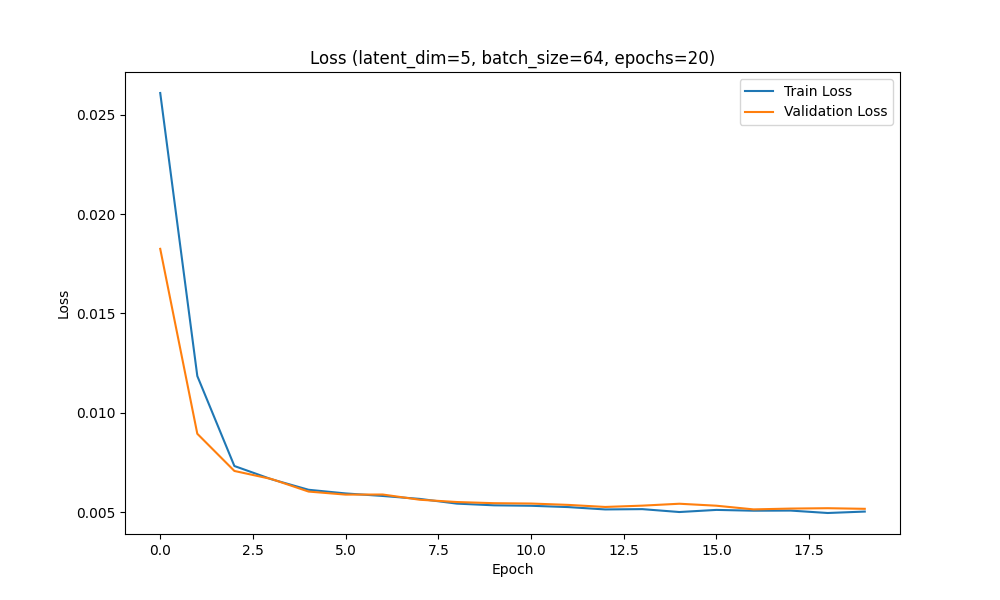 Loss (latent_dim=5, batch_size=64, epochs=20)
Train Loss
Validation Loss
0.025
0.020
0.015
0.010
0.005
Loss
0.0 2.5 5.0 7.5 10.0 12.5 15.0 17.5
Epoch